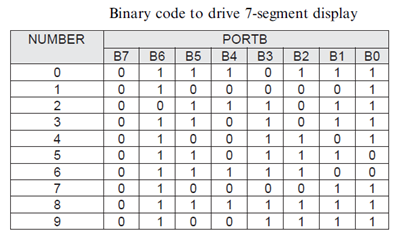 Binary code to drive 7-segment display
NUMBER PORTB
B7 B6 B5 B4 B3 B2 B1 B0
0 0 1 1 1 0 1 1 1
1 0 1 0 0 0 0 0 1
2 0 0 1 1 1 0 1 1
3 0 1 1 0 1 0 1 1
4 0 1 0 0 1 1 0 1
5 0 1 1 0 1 1 1 0
6 0 1 1 1 1 1 0 0
7 0 1 0 0 0 0 1 1
8 0 1 1 1 1 1 1 1
9 0 1 0 0 1 1 1 1